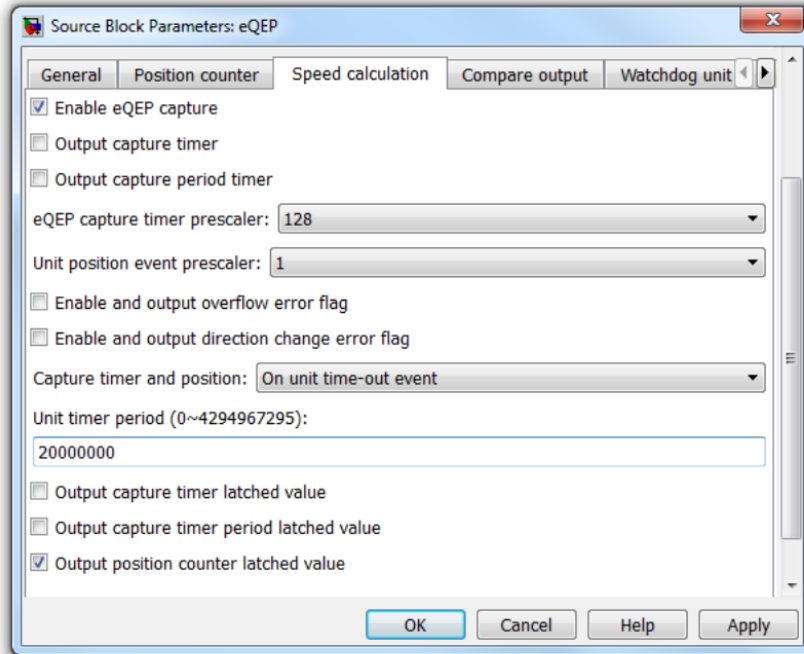 Source Block Parameters: eQEP
General Position counter Speed calculation Compare output Watchdog unit
Enable eQEP capture
Output capture timer
Output capture period timer
eQEP capture timer prescaler: 128
Unit position event prescaler: 1
Enable and output overflow error flag
Enable and output direction change error flag
Capture timer and position: On unit time-out event
Unit timer period (0~4294967295):
20000000
Output capture timer latched value
Output capture timer period latched value
Output position counter latched value
OK Cancel Help Apply